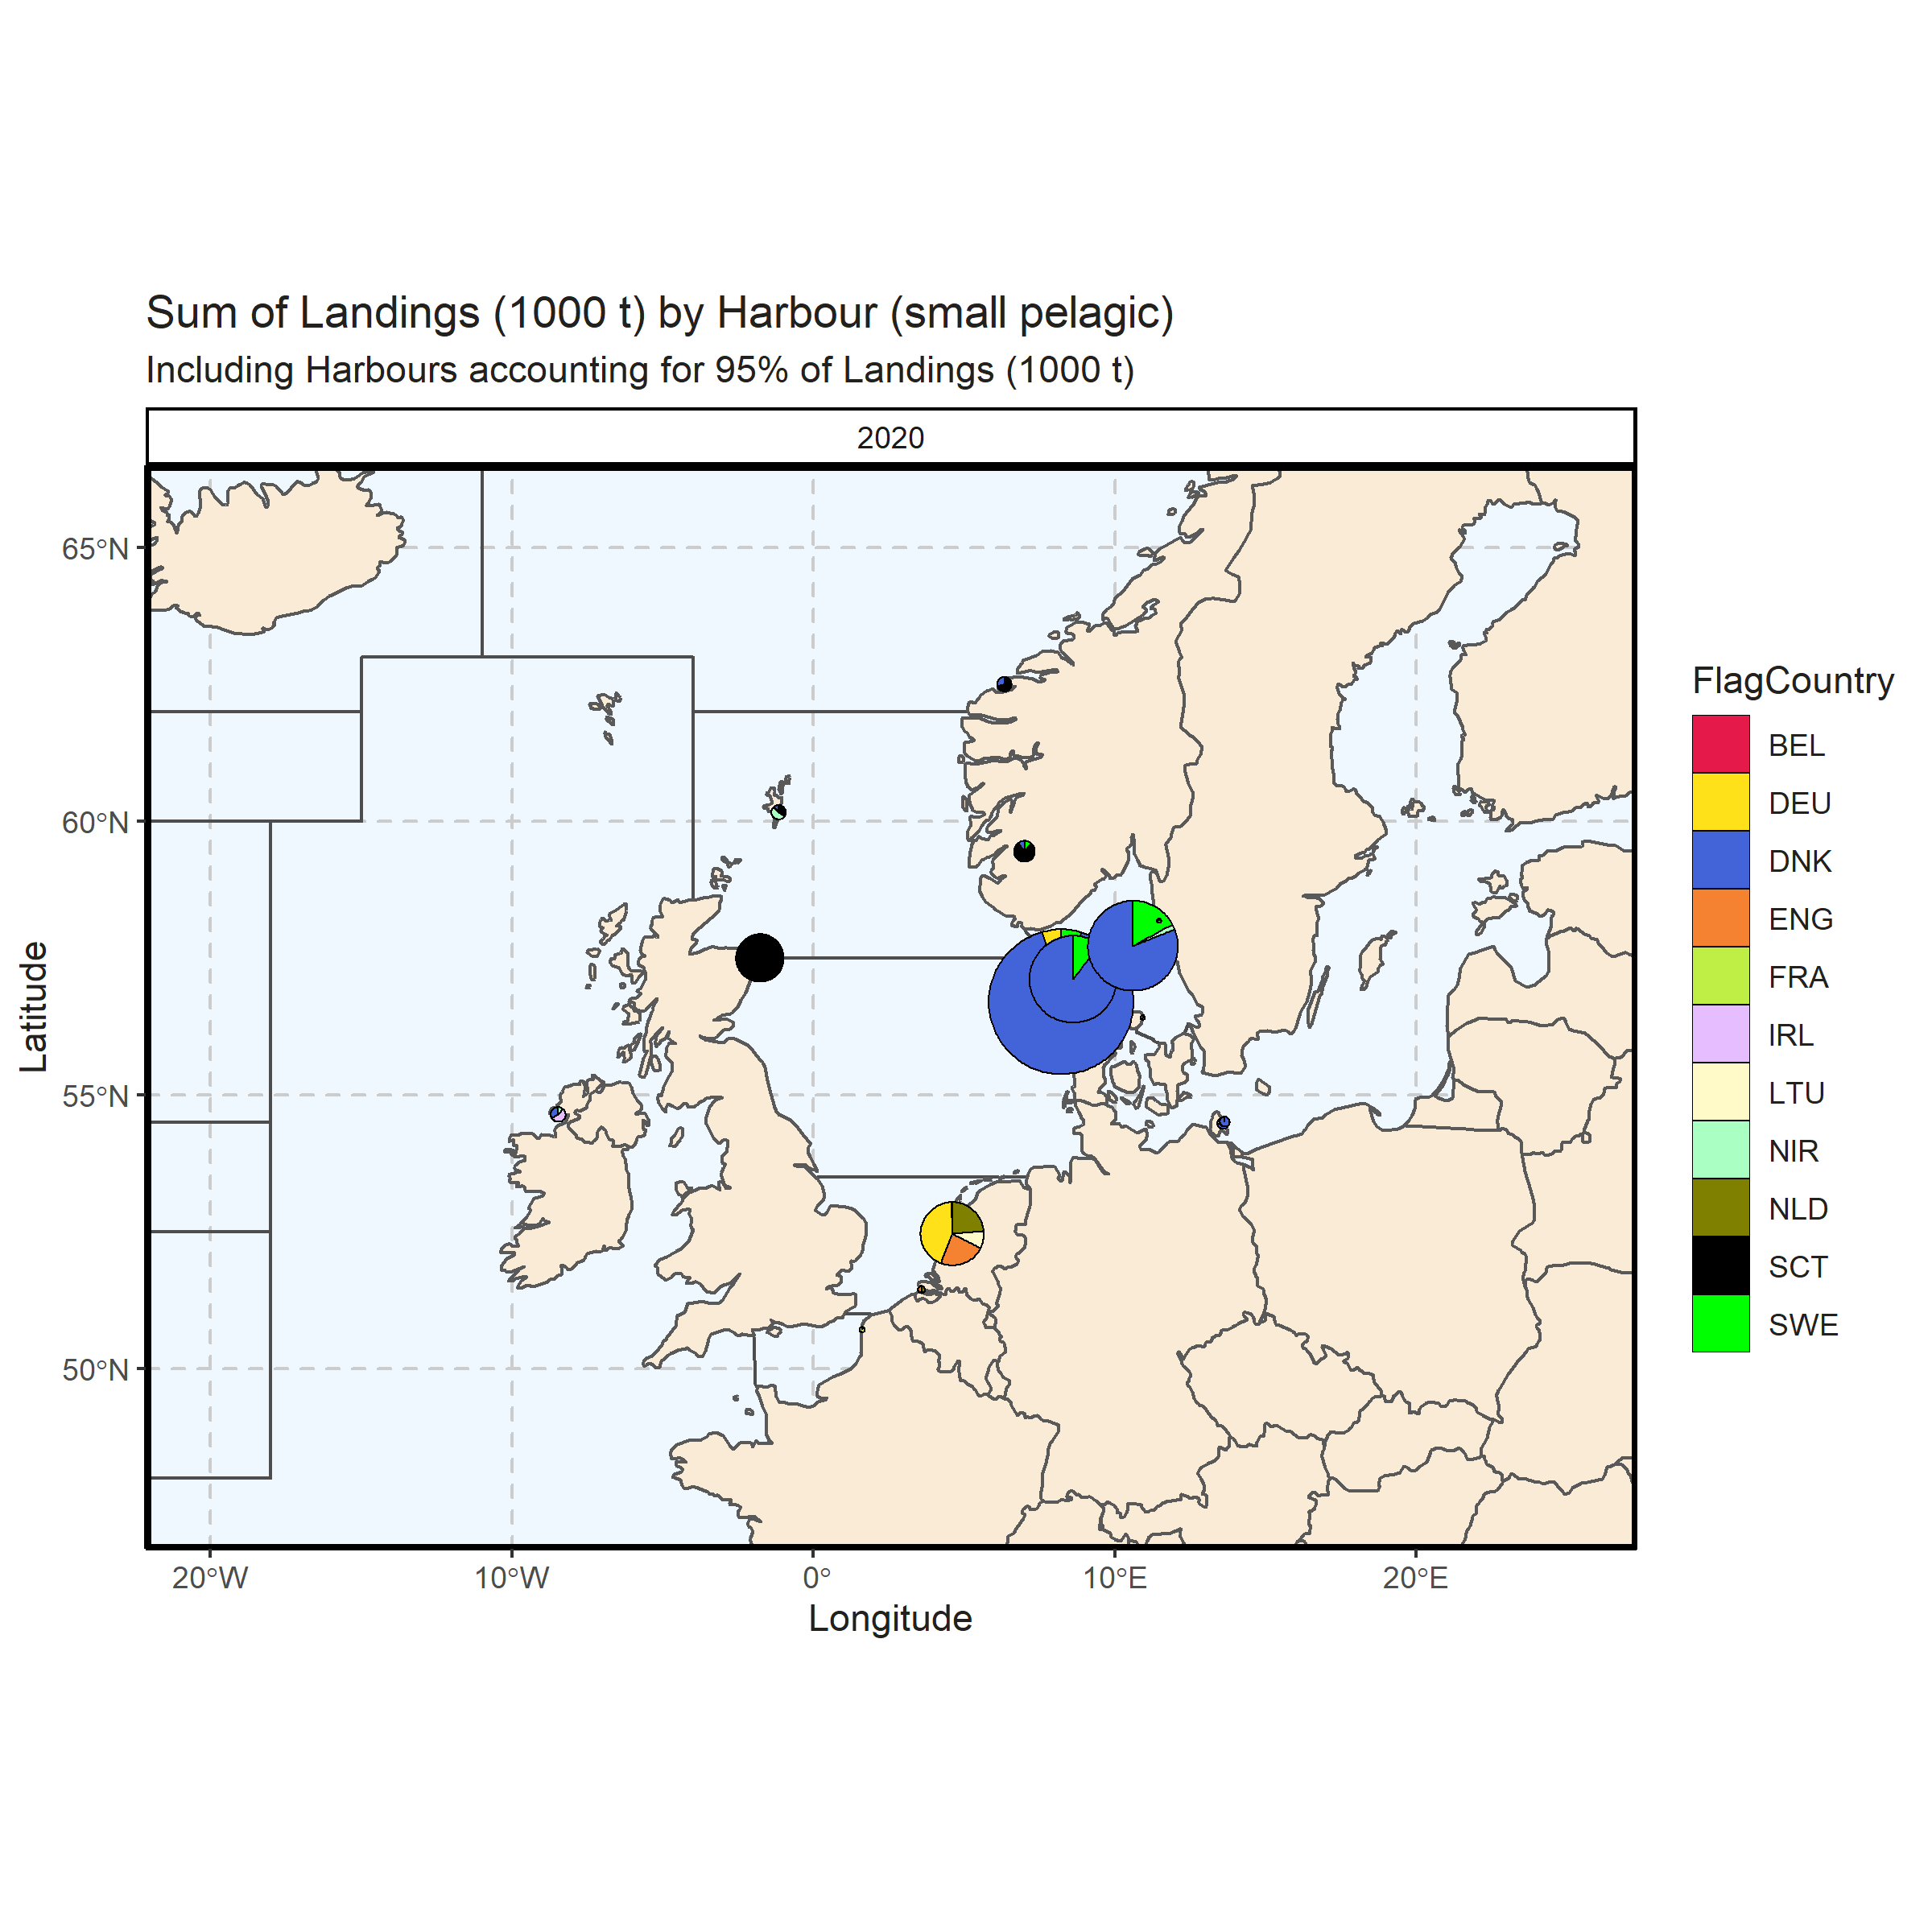 Sum of Landings (1000 t) by Harbour (small pelagic)
Including Harbours accounting for 95% of Landings (1000 t)
2020
65°N
60°N
55°N
50°N
Latitude
20°W
10°W
0°
10°E
20°E
Longitude
FlagCountry
BEL
DEU
DNK
ENG
FRA
IRL
LTU
NIR
NLD
SCT
SWE